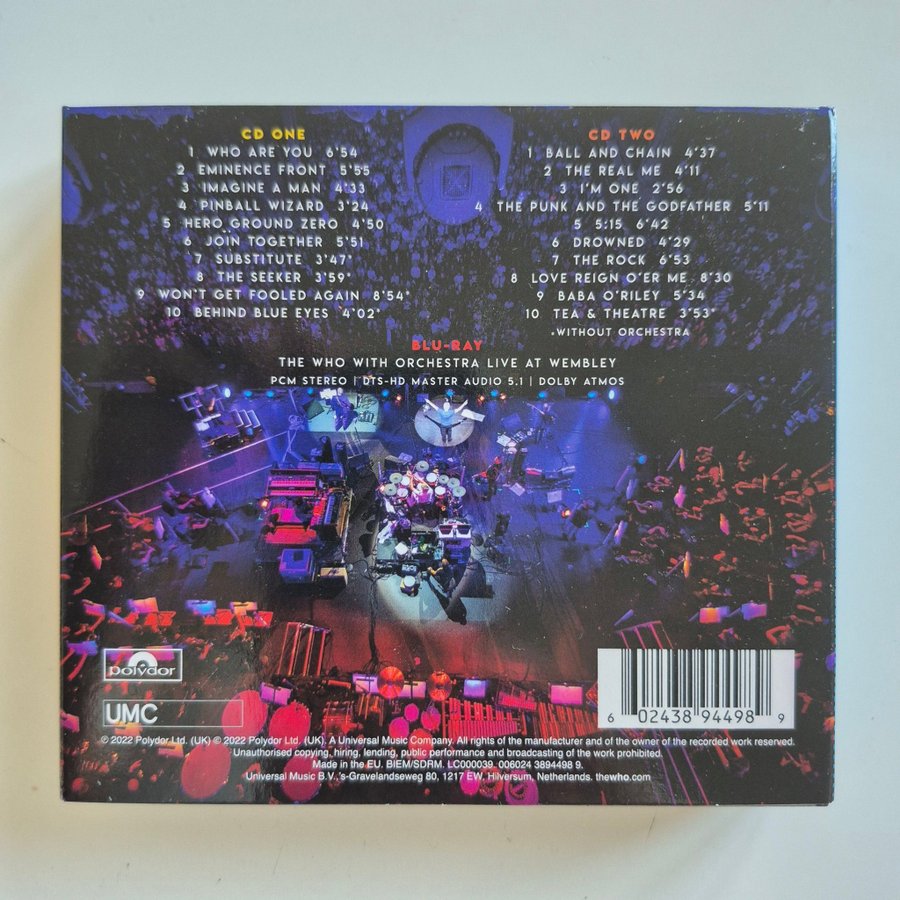 CD ONE
1 WHO ARE YOU 6'54
2 EMINENCE FRONT 5'55
3 IMAGINE A MAN 4'33
4 PINBALL WIZARD 3'24
5 HERO GROUND ZERO 4'50
6 JOIN TOGETHER 5'51
7 SUBSTITUTE 3'47*
8 THE SEEKER 3'59*
9 WON'T GET FOOLED AGAIN 8'54*
10 BEHIND BLUE EYES 4'02*
CD TWO
1 BALL AND CHAIN 4'37
2 THE REAL ME 4'11
3 I'M ONE 2'56
4 THE PUNK AND THE GODFATHER 5'11
5 5:15 6'42
6 DROWNED 4'29
7 THE ROCK 6'53
8 LOVE REIGN O'ER ME 8'30
9 BABA O'RILEY 5'34
10 TEA & THEATRE 3'53*
*WITHOUT ORCHESTRA
BLU-RAY
THE WHO WITH ORCHESTRA LIVE AT WEMBLEY
PCM STEREO | DTS-HD MASTER AUDIO 5.1 | DOLBY ATMOS
polydor
UMC
6 02438 94498 9
℗ 2022 Polydor Ltd. (UK) © 2022 Polydor Ltd. (UK). A Universal Music Company. All rights of the manufacturer and of the owner of the recorded work reserved.
Unauthorised copying, hiring, lending, public performance and broadcasting of the work prohibited.
Made in the EU. BIEM/SDRM. LC000039. 006024 3894498 9.
Universal Music B.V.,'s-Gravelandseweg 80, 1217 EW, Hilversum, Netherlands. thewho.com